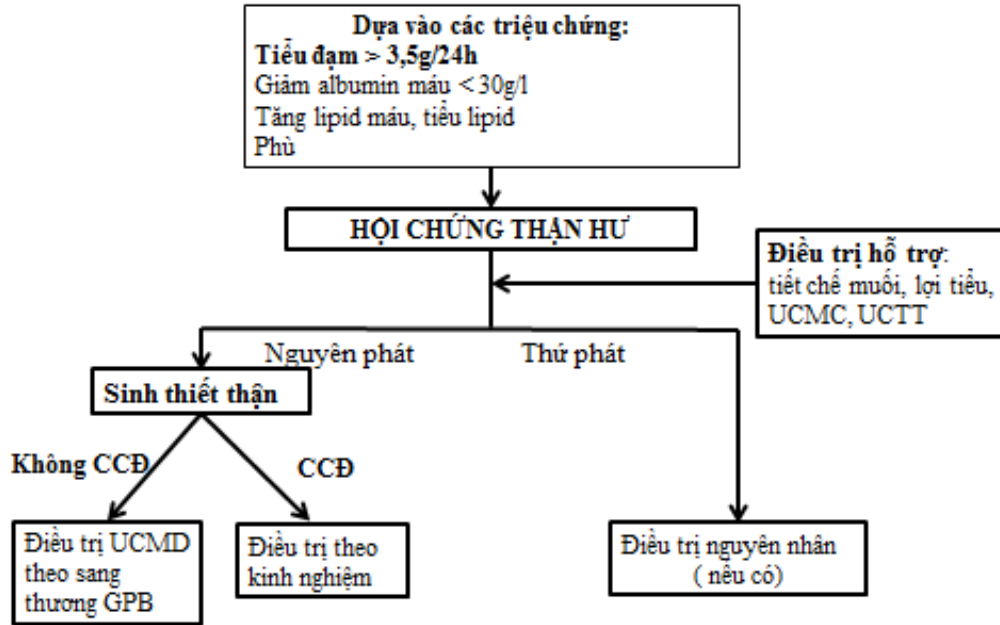 Dựa vào các triệu chứng:
Tiểu đạm > 3,5g/24h
Giảm albumin máu < 30g/l
Tăng lipid máu, tiểu lipid
Phù
HỘI CHỨNG THẬN HƯ
Điều trị hỗ trợ:
tiết chế muối, lợi tiểu,
UCMC, UCTT
Nguyên phát
Thứ phát
Sinh thiết thận
Không CCĐ
CCĐ
Điều trị UCMD
theo sang
thương GPB
Điều trị theo
kinh nghiệm
Điều trị nguyên nhân
( nếu có)